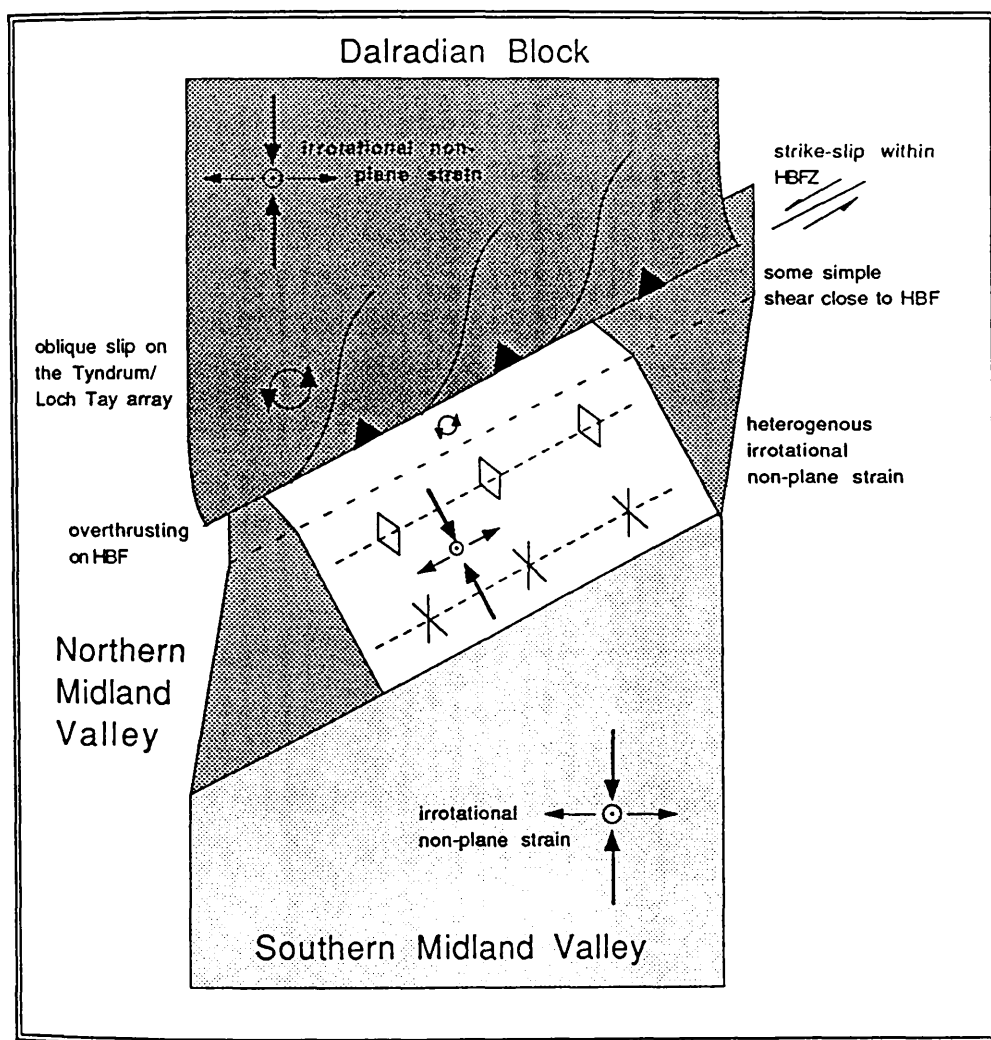 Dalradian Block
irrotational non-
plane strain
strike-slip within
HBFZ
some simple
shear close to HBF
oblique slip on
the Tyndrum/
Loch Tay array
heterogenous
irrotational
non-plane strain
overthrusting
on HBF
Northern
Midland
Valley
irrotational
non-plane strain
Southern Midland Valley